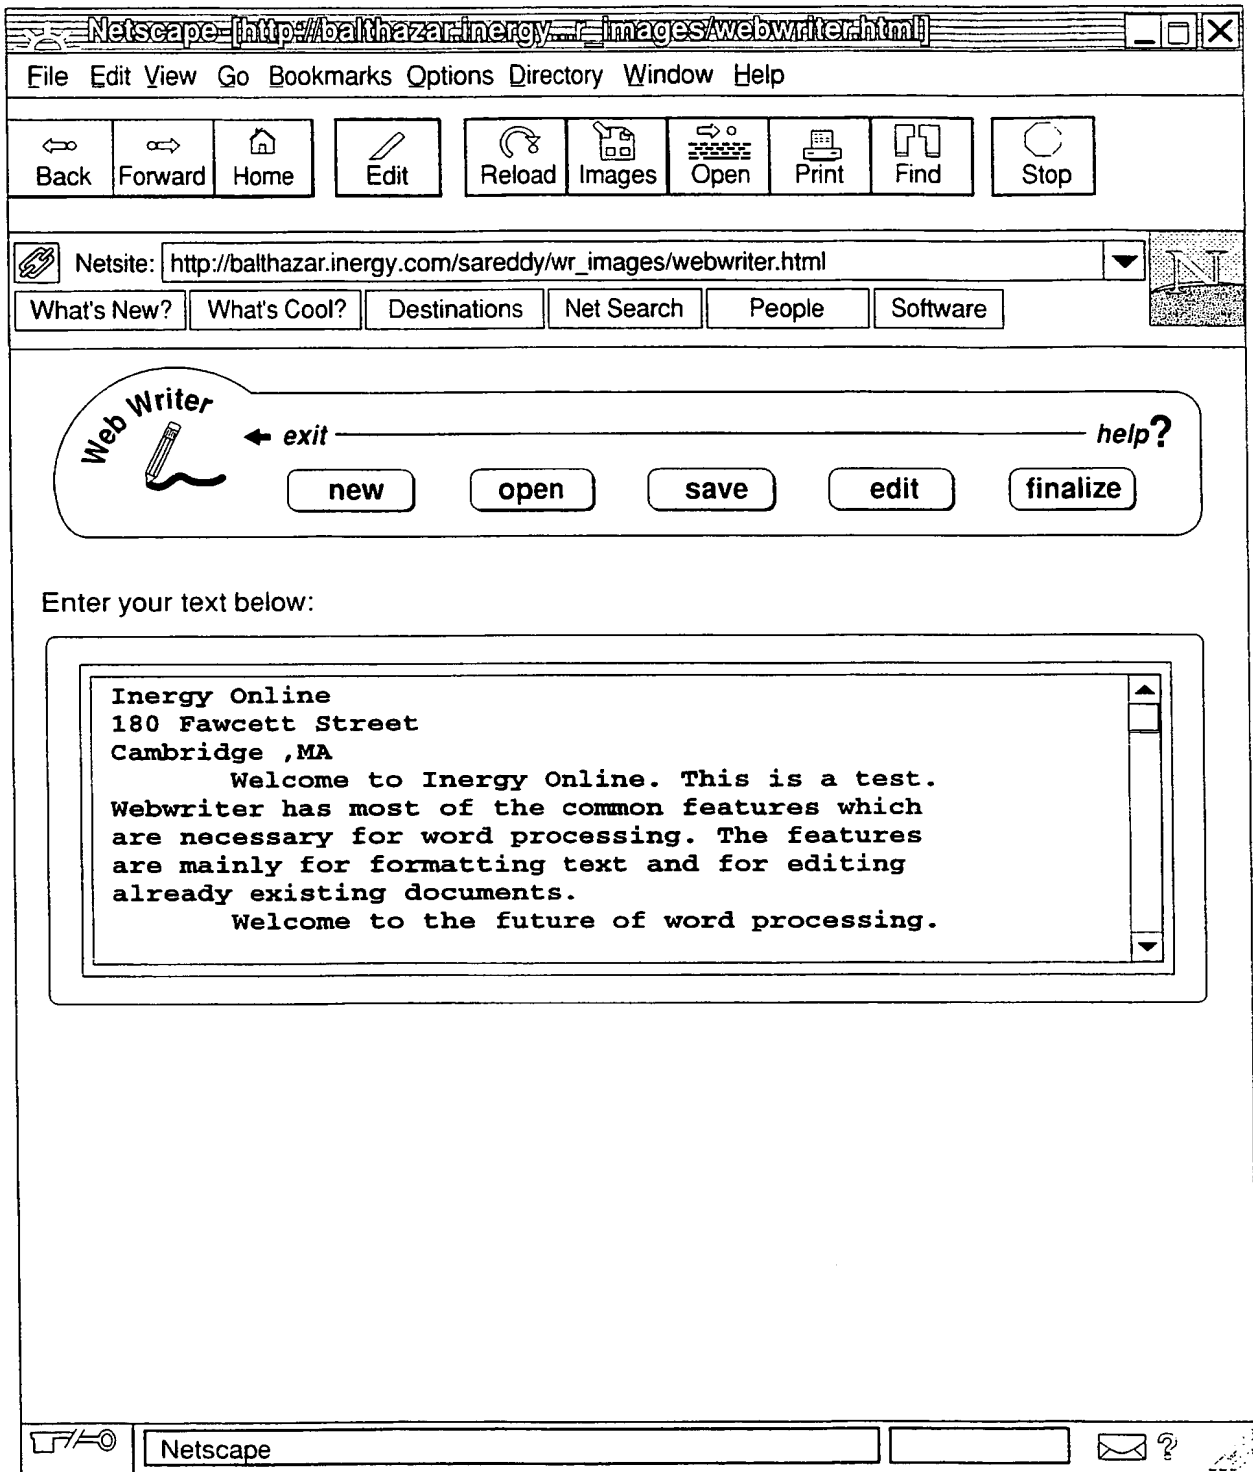 Netscape-[http://balthazar.inergy...r_images/webwriter.html]
File Edit View Go Bookmarks Options Directory Window Help
Back Forward Home Edit Reload Images Open Print Find Stop
Netsite: http://balthazar.inergy.com/sareddy/wr_images/webwriter.html
N
What's New? What's Cool? Destinations Net Search People Software
Web Writer
exit help?
new open save edit finalize
Enter your text below:
Inergy Online
180 Fawcett Street
Cambridge ,MA
Welcome to Inergy Online. This is a test.
Webwriter has most of the common features which
are necessary for word processing. The features
are mainly for formatting text and for editing
already existing documents.
Welcome to the future of word processing.
Netscape ?